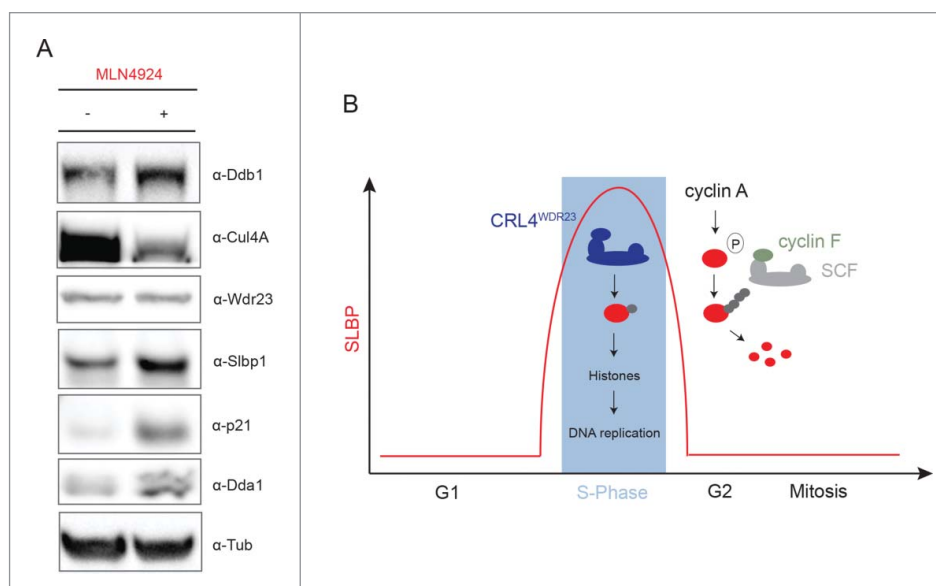 A
MLN4924
- +
α-Ddb1
α-Cul4A
α-Wdr23
α-Slbp1
α-p21
α-Dda1
α-Tub
B
SLBP
CRL4WDR23
Histones
DNA replication
cyclin A
P
cyclin F
SCF
G1 S-Phase G2 Mitosis